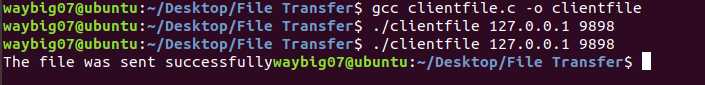 waybig07@ubuntu:~/Desktop/File Transfer$ gcc clientfile.c -o clientfile
waybig07@ubuntu:~/Desktop/File Transfer$ ./clientfile 127.0.0.1 9898
waybig07@ubuntu:~/Desktop/File Transfer$ ./clientfile 127.0.0.1 9898
The file was sent successfullywaybig07@ubuntu:~/Desktop/File Transfer$